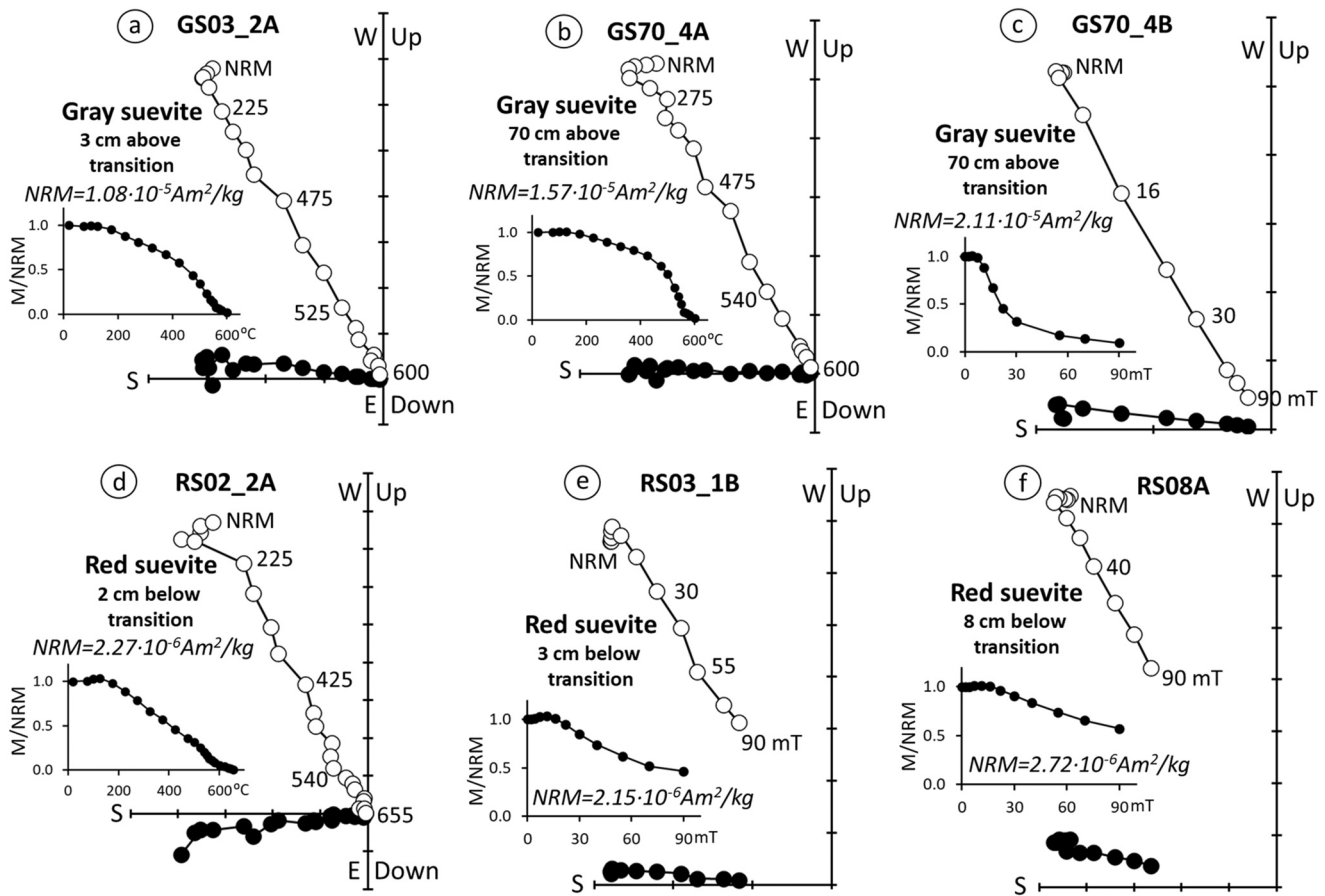 a GS03_2A
W Up
NRM
225
Gray suevite
3 cm above
transition
NRM=1.08·10⁻⁵Am²/kg
475
525
M/NRM
1.0
0.5
0.0
0 200 400 600°C
S
600
E Down
b GS70_4A
W Up
NRM
275
Gray suevite
70 cm above
transition
NRM=1.57·10⁻⁵Am²/kg
475
540
M/NRM
1.0
0.5
0.0
0 200 400 600°C
S
600
E Down
c GS70_4B
W Up
NRM
Gray suevite
70 cm above
transition
16
NRM=2.11·10⁻⁵Am²/kg
30
M/NRM
1.0
0.5
0.0
0 30 60 90mT
90 mT
S
d RS02_2A
W Up
NRM
225
Red suevite
2 cm below
transition
NRM=2.27·10⁻⁶Am²/kg
425
540
M/NRM
1.0
0.5
0.0
0 200 400 600°C
S
655
E Down
e RS03_1B
W Up
NRM
30
Red suevite
3 cm below
transition
55
90 mT
M/NRM
1.0
0.5
0.0
NRM=2.15·10⁻⁶Am²/kg
0 30 60 90mT
S
f RS08A
W Up
NRM
40
Red suevite
8 cm below
transition
90 mT
M/NRM
1.0
0.5
0.0
NRM=2.72·10⁻⁶Am²/kg
0 30 60 90mT
S